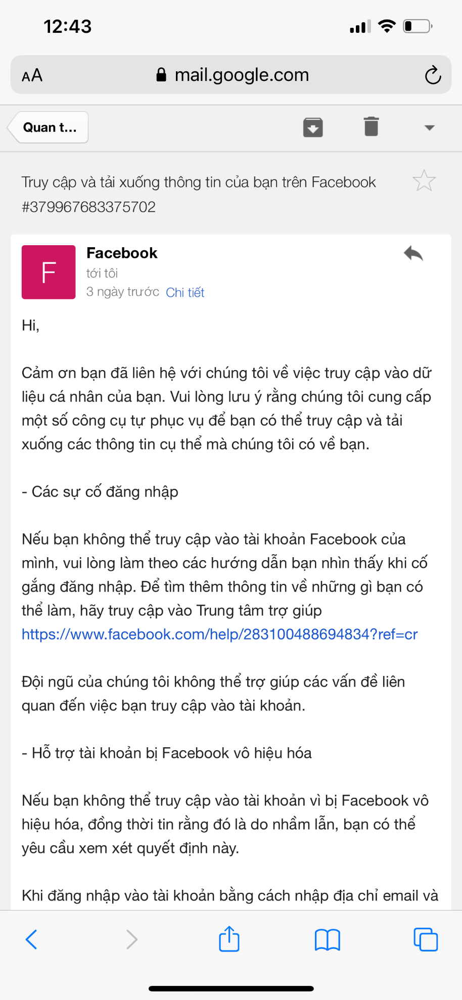 12:43
AA
mail.google.com
Quan t...
Truy cập và tải xuống thông tin của bạn trên Facebook
#379967683375702
F
Facebook
tới tôi
3 ngày trước Chi tiết
Hi,
Cảm ơn bạn đã liên hệ với chúng tôi về việc truy cập vào dữ
liệu cá nhân của bạn. Vui lòng lưu ý rằng chúng tôi cung cấp
một số công cụ tự phục vụ để bạn có thể truy cập và tải
xuống các thông tin cụ thể mà chúng tôi có về bạn.
- Các sự cố đăng nhập
Nếu bạn không thể truy cập vào tài khoản Facebook của
mình, vui lòng làm theo các hướng dẫn bạn nhìn thấy khi cố
gắng đăng nhập. Để tìm thêm thông tin về những gì bạn có
thể làm, hãy truy cập vào Trung tâm trợ giúp
https://www.facebook.com/help/283100488694834?ref=cr
Đội ngũ của chúng tôi không thể trợ giúp các vấn đề liên
quan đến việc bạn truy cập vào tài khoản.
- Hỗ trợ tài khoản bị Facebook vô hiệu hóa
Nếu bạn không thể truy cập vào tài khoản vì bị Facebook vô
hiệu hóa, đồng thời tin rằng đó là do nhầm lẫn, bạn có thể
yêu cầu xem xét quyết định này.
Khi đăng nhập vào tài khoản bằng cách nhập địa chỉ email và